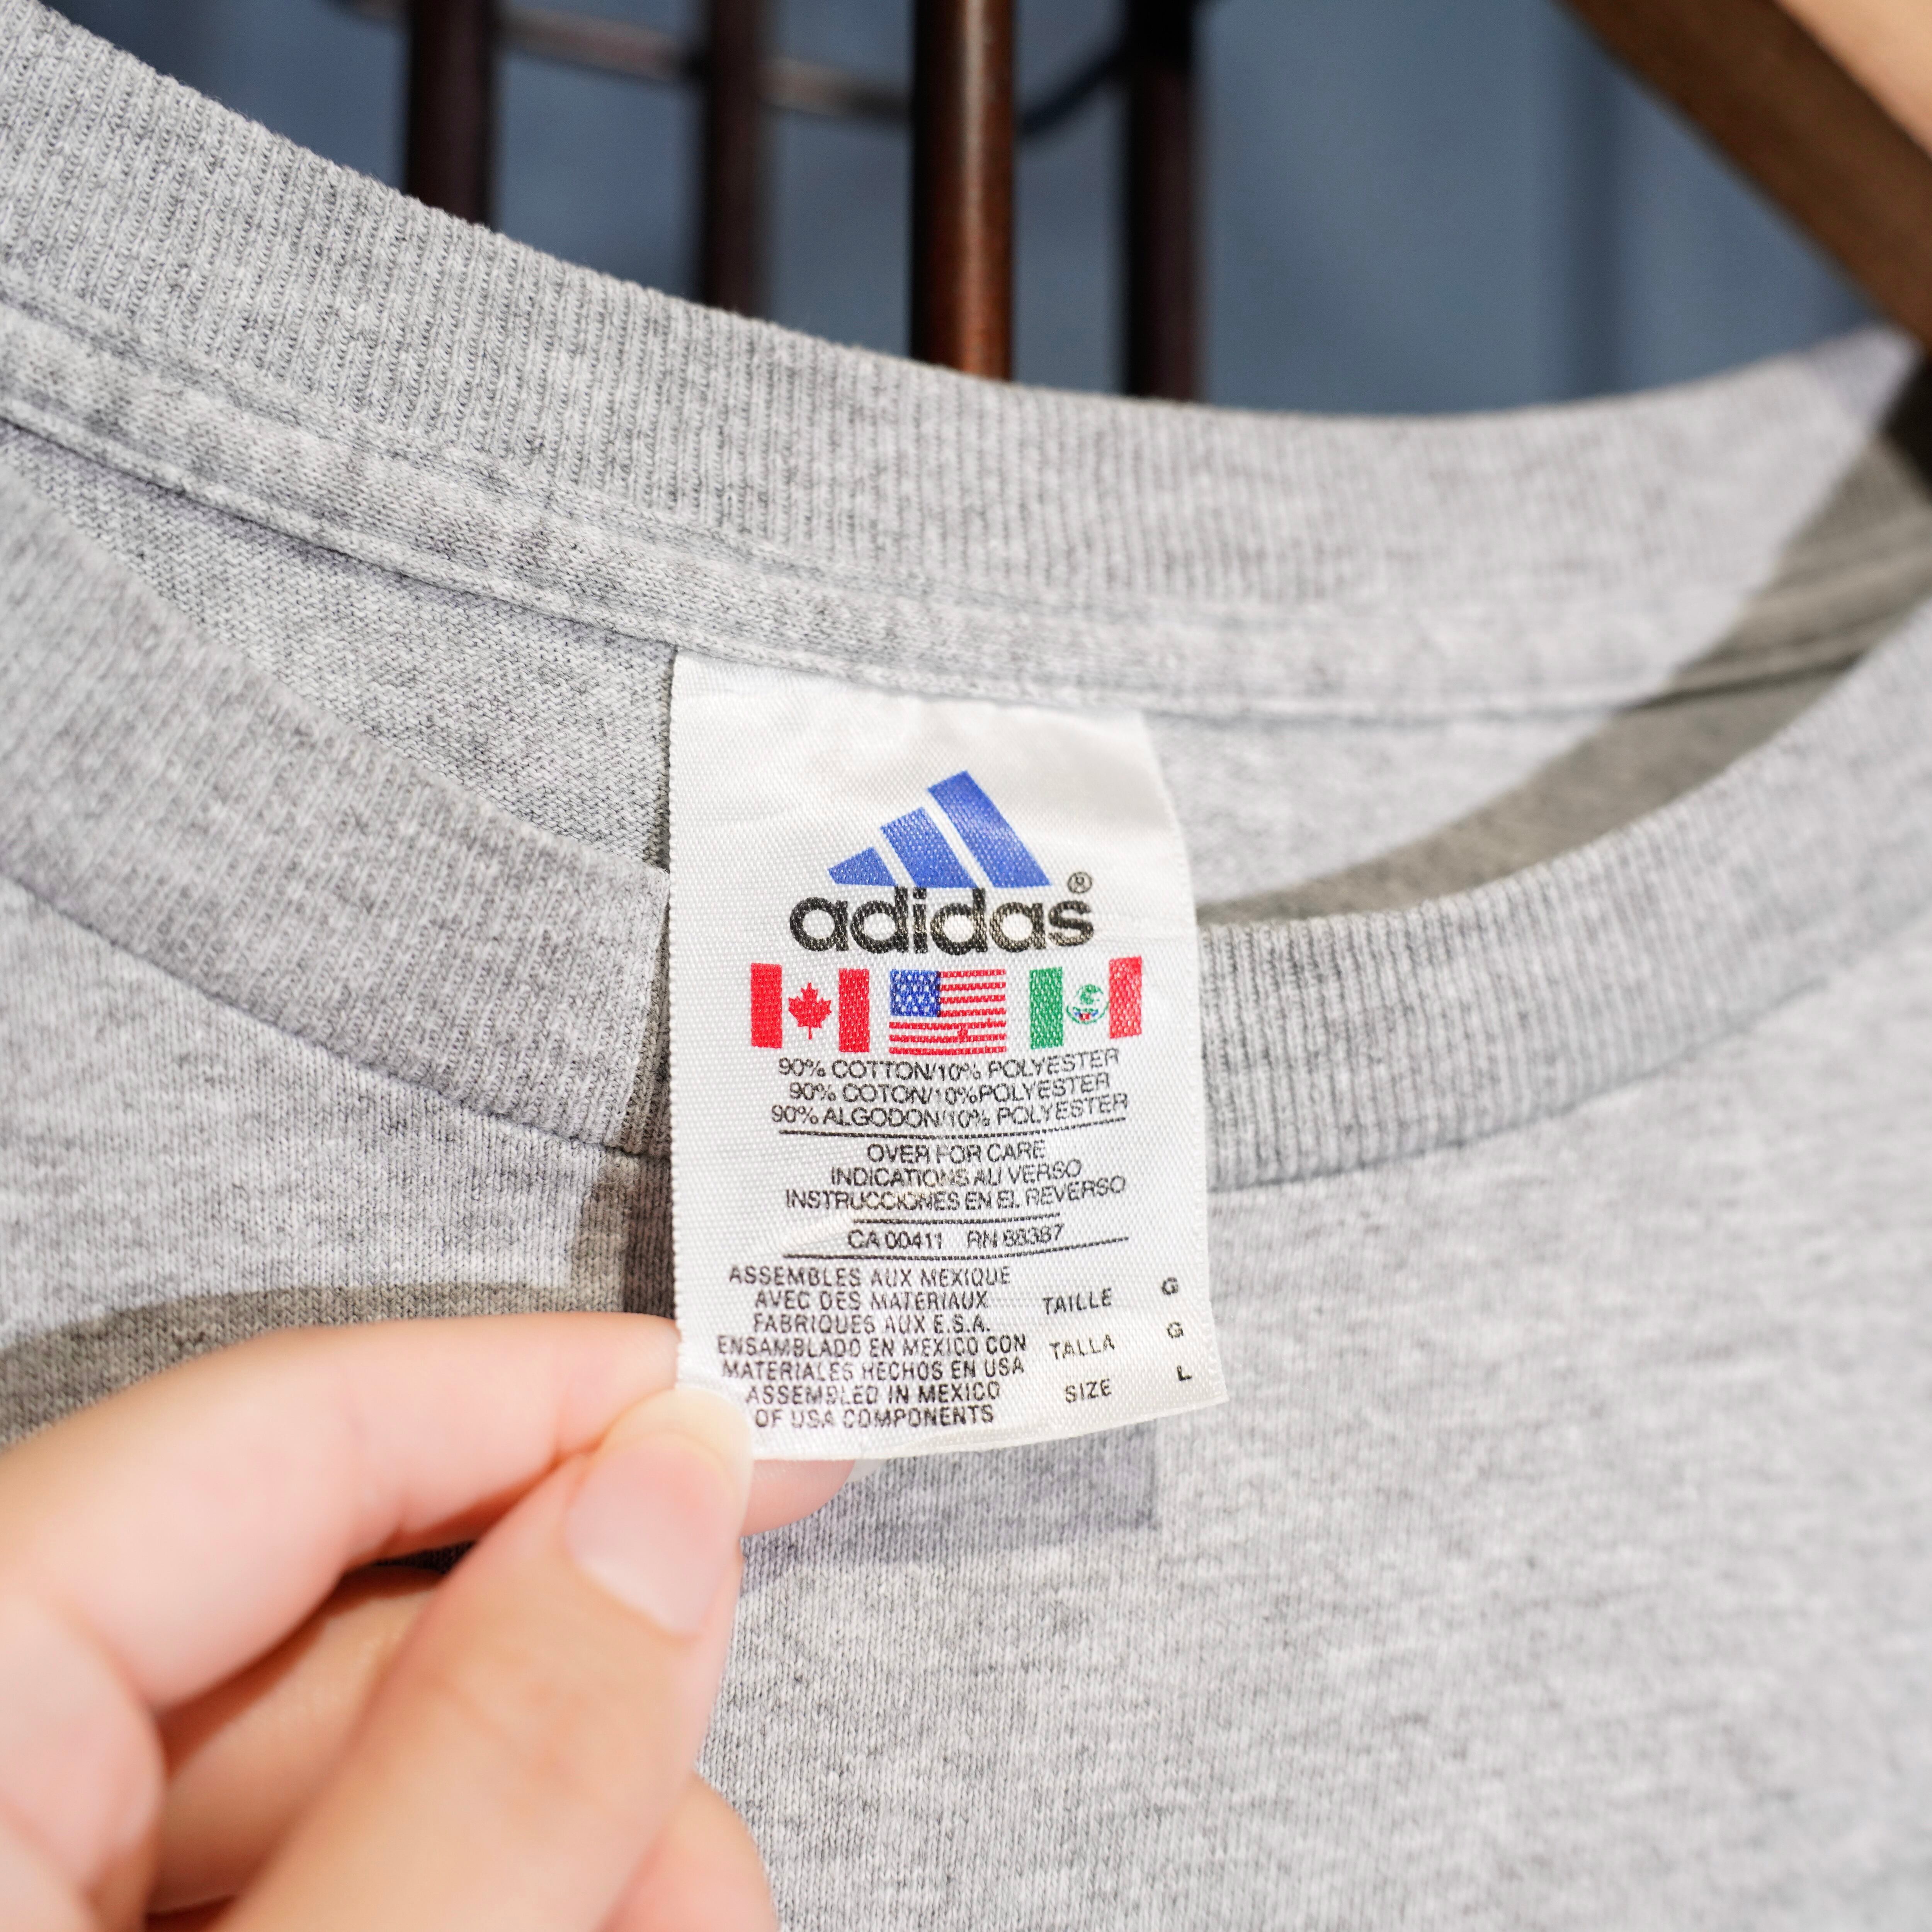 adidas®
90% COTTON/10% POLYESTER
90% COTON/10%POLYESTER
90% ALGODON/10% POLYESTER
OVER FOR CARE
INDICATIONS AU VERSO
INSTRUCCIONES EN EL REVERSO
CA 00411 RN 88387
ASSEMBLES AUX MEXIQUE
AVEC DES MATERIAUX
FABRIQUES AUX E.S.A.
ENSAMBLADO EN MEXICO CON
MATERIALES HECHOS EN USA
ASSEMBLED IN MEXICO
OF USA COMPONENTS
TAILLE G
TALLA G
SIZE L